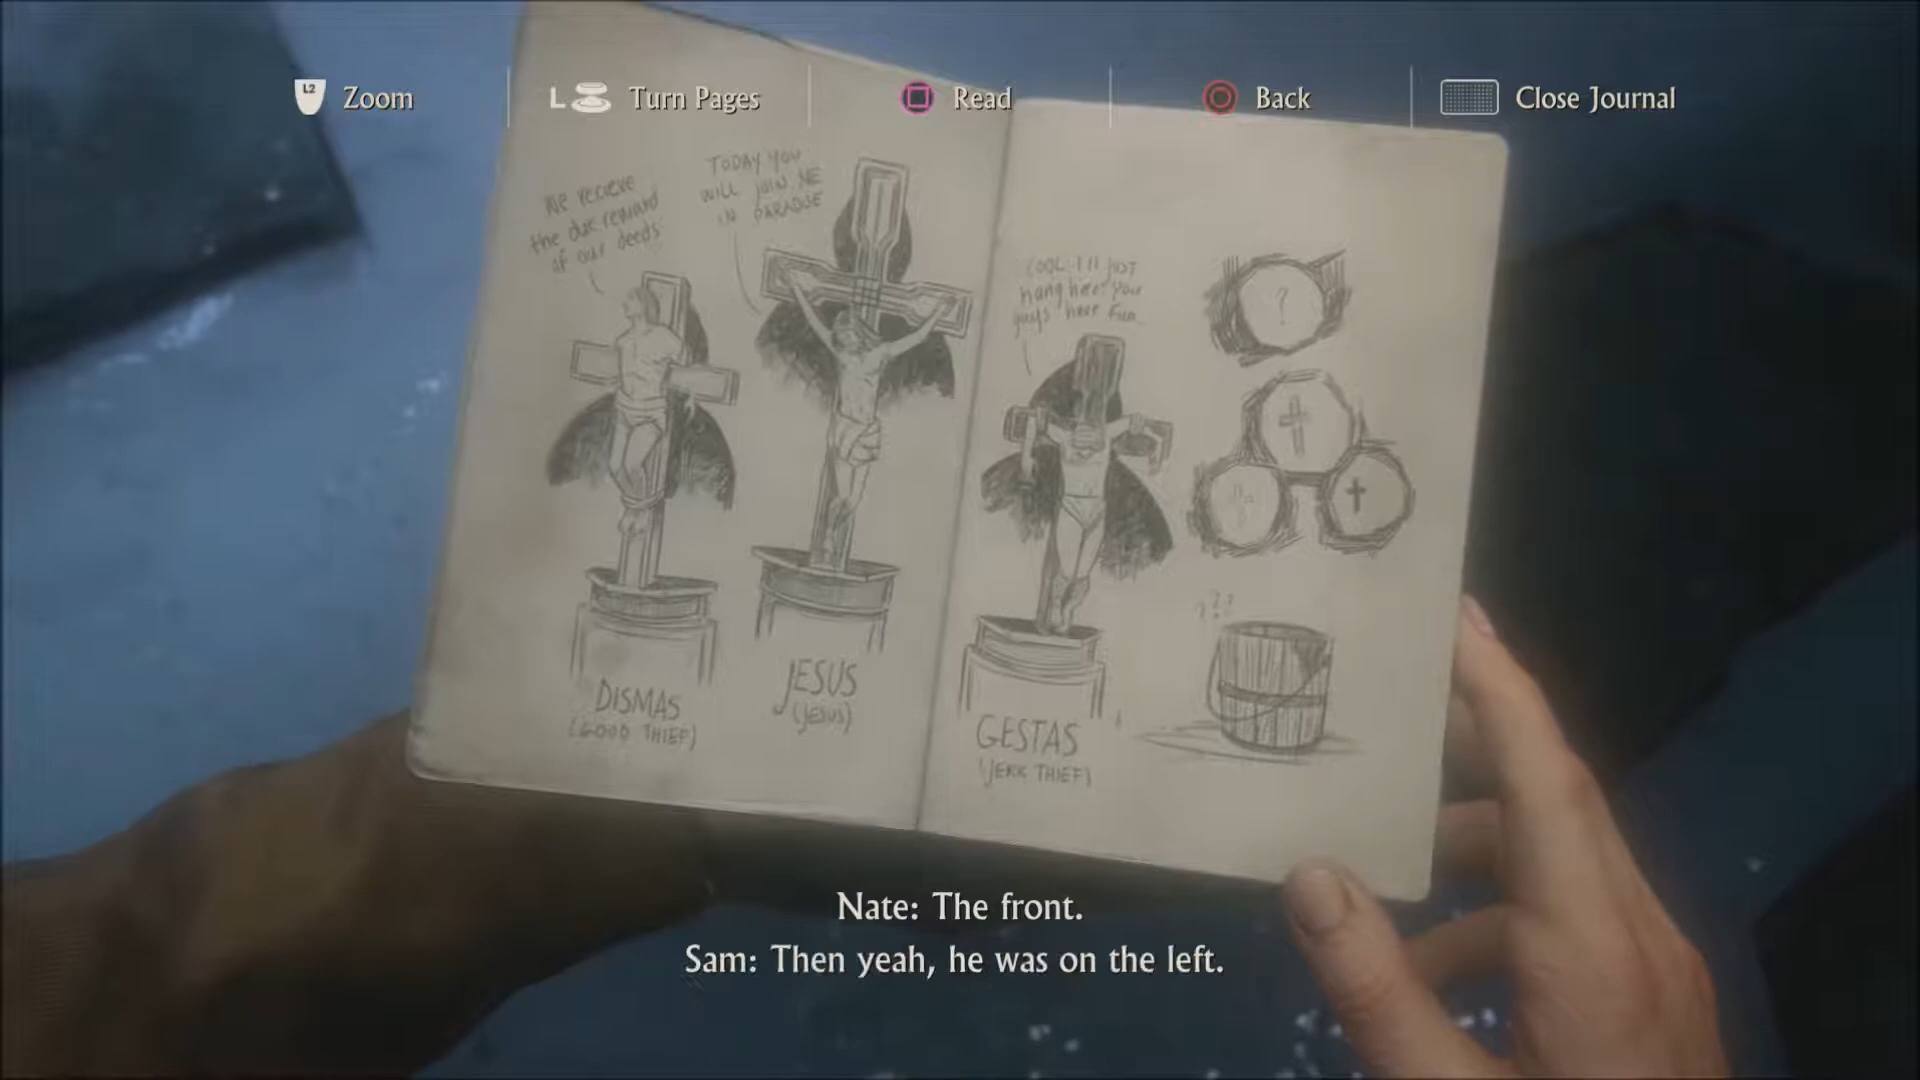 L2 Zoom
L Turn Pages
Read
Back
Close Journal
We recieve
the due reward
of our deeds
TODAY YOU
WILL JOIN ME
IN PARADISE
COOL I'll JUST
hang here. You
guys have fun.
?
???
DISMAS
(GOOD THIEF)
JESUS
(JESUS)
GESTAS
(JERK THIEF)
Nate: The front.
Sam: Then yeah, he was on the left.